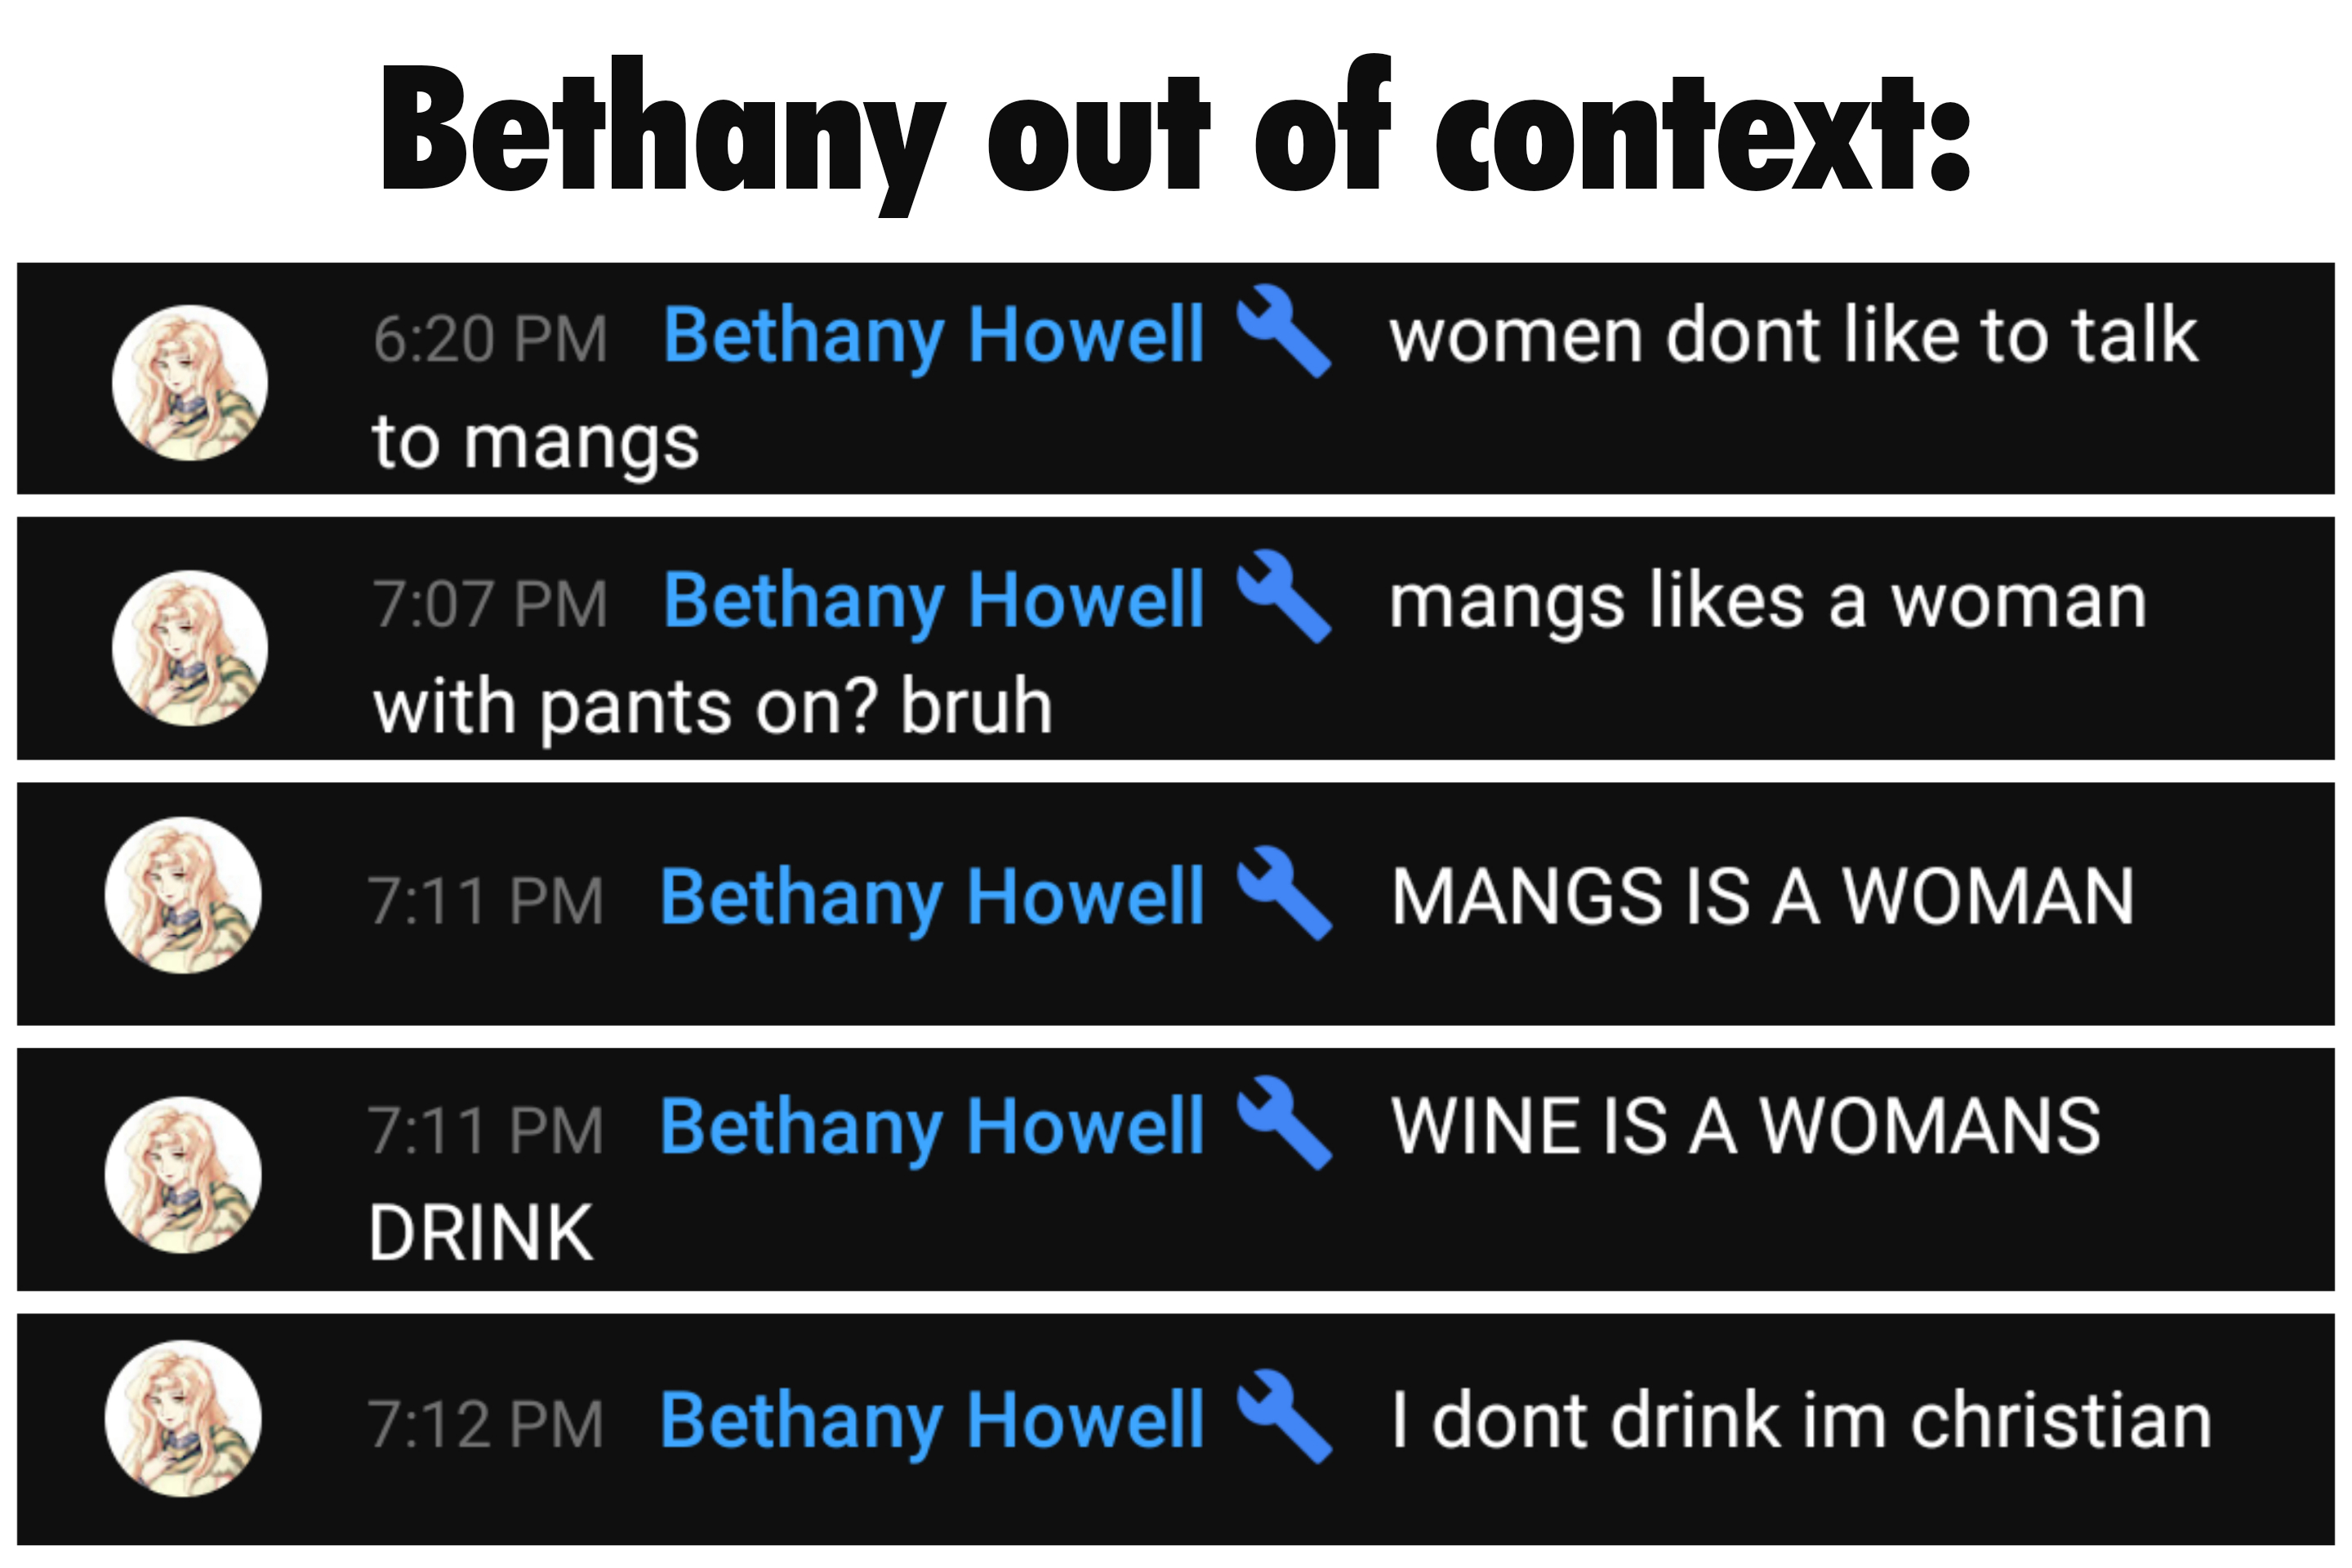 Bethany out of context:
6:20 PM Bethany Howell women dont like to talk
to mangs
7:07 PM Bethany Howell mangs likes a woman
with pants on? bruh
7:11 PM Bethany Howell MANGS IS A WOMAN
7:11 PM Bethany Howell WINE IS A WOMANS
DRINK
7:12 PM Bethany Howell I dont drink im christian